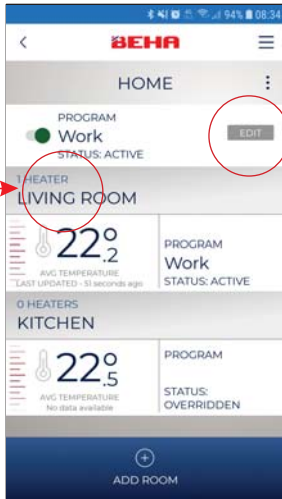 94% 08:34
BEHA
HOME
PROGRAM
Work
STATUS: ACTIVE
EDIT
1 HEATER
LIVING ROOM
22°.2
AVG TEMPERATURE
LAST UPDATED - 51 seconds ago
PROGRAM
Work
STATUS: ACTIVE
0 HEATERS
KITCHEN
22°.5
AVG TEMPERATURE
No data available
PROGRAM
STATUS:
OVERRIDDEN
ADD ROOM